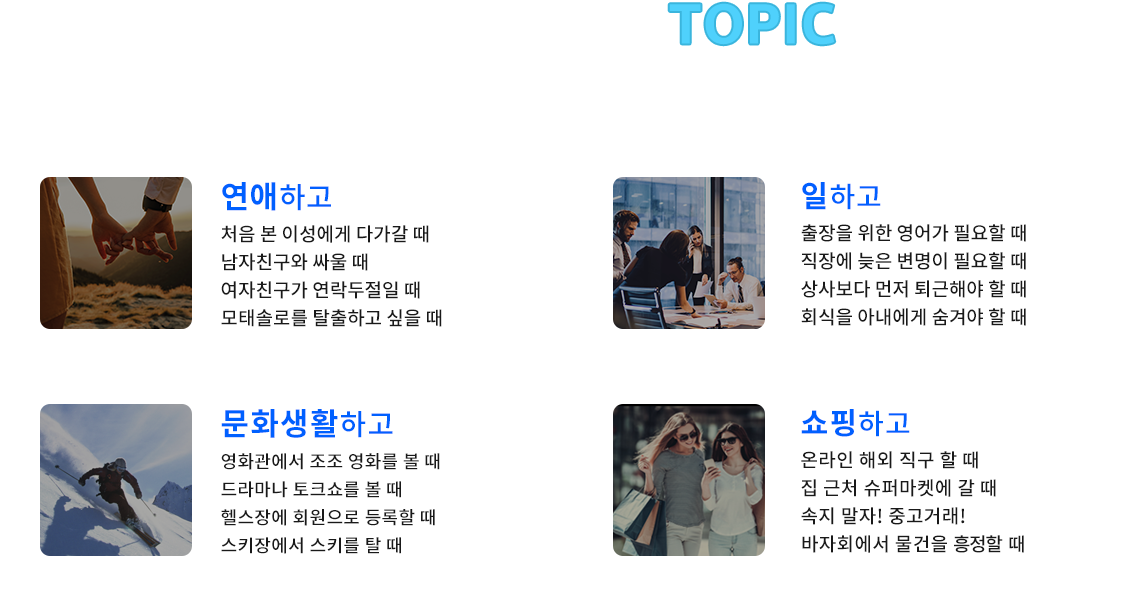 TOPIC
연애하고
처음 본 이성에게 다가갈 때
남자친구와 싸울 때
여자친구가 연락두절일 때
모태솔로를 탈출하고 싶을 때
일하고
출장을 위한 영어가 필요할 때
직장에 늦은 변명이 필요할 때
상사보다 먼저 퇴근해야 할 때
회식을 아내에게 숨겨야 할 때
문화생활하고
영화관에서 조조 영화를 볼 때
드라마나 토크쇼를 볼 때
헬스장에 회원으로 등록할 때
스키장에서 스키를 탈 때
쇼핑하고
온라인 해외 직구 할 때
집 근처 슈퍼마켓에 갈 때
속지 말자! 중고거래!
바자회에서 물건을 흥정할 때